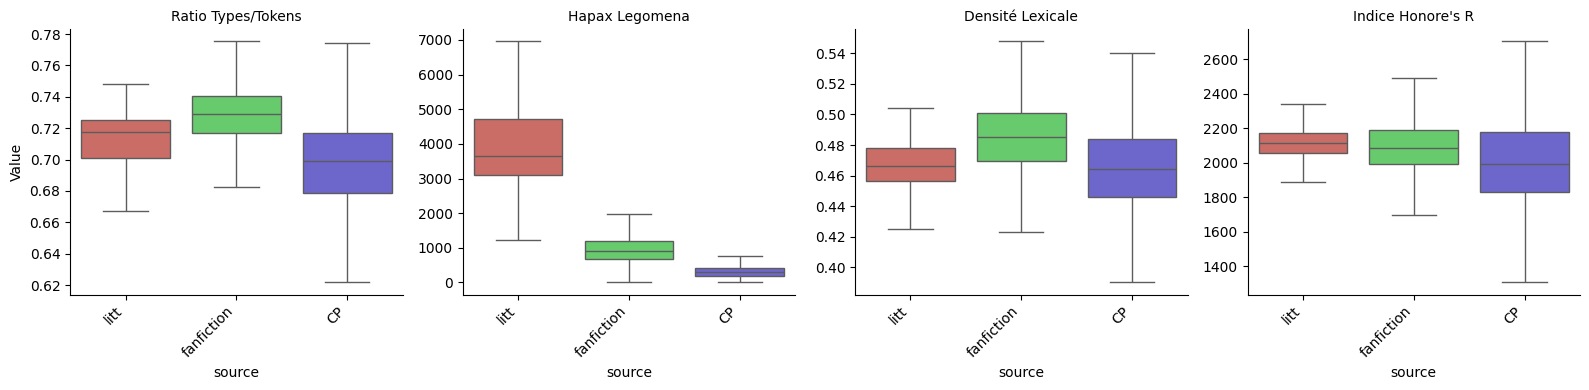 Ratio Types/Tokens
Value
0.78
0.76
0.74
0.72
0.70
0.68
0.66
0.64
0.62
litt
fanfiction
CP
source
Hapax Legomena
7000
6000
5000
4000
3000
2000
1000
0
litt
fanfiction
CP
source
Densité Lexicale
0.54
0.52
0.50
0.48
0.46
0.44
0.42
0.40
litt
fanfiction
CP
source
Indice Honore's R
2600
2400
2200
2000
1800
1600
1400
litt
fanfiction
CP
source